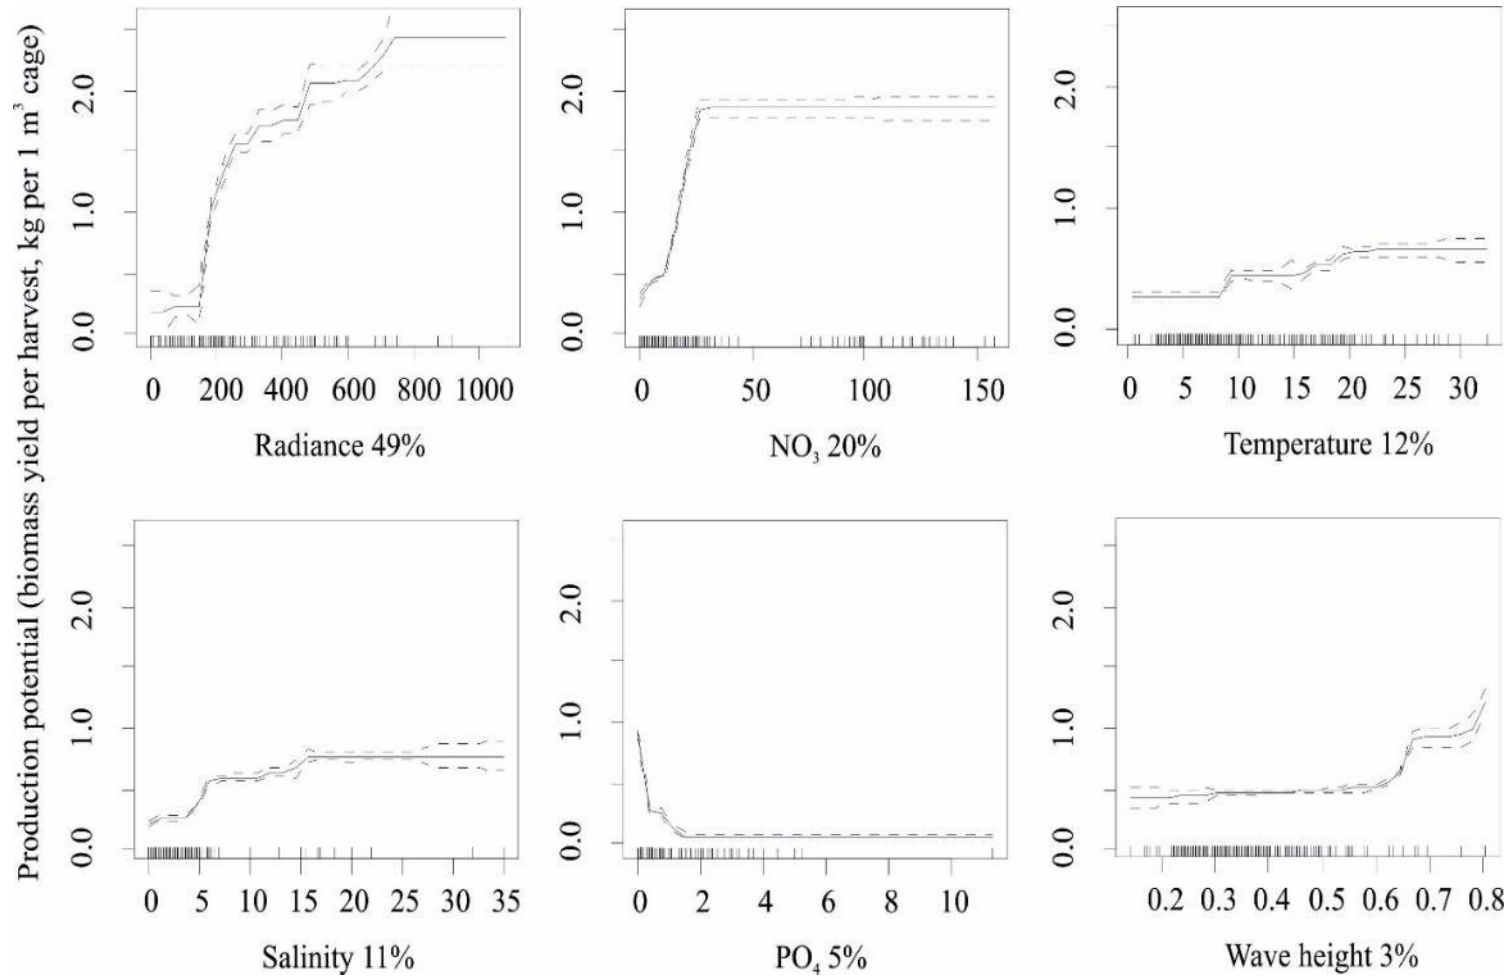 Production potential (biomass yield per harvest, kg per 1 m³ cage)
2.0
1.0
0.0
0 200 400 600 800 1000
Radiance 49%
2.0
1.0
0.0
0 50 100 150
NO₃ 20%
2.0
1.0
0.0
0 5 10 15 20 25 30
Temperature 12%
2.0
1.0
0.0
0 5 10 15 20 25 30 35
Salinity 11%
2.0
1.0
0.0
0 2 4 6 8 10
PO₄ 5%
2.0
1.0
0.0
0.2 0.3 0.4 0.5 0.6 0.7 0.8
Wave height 3%